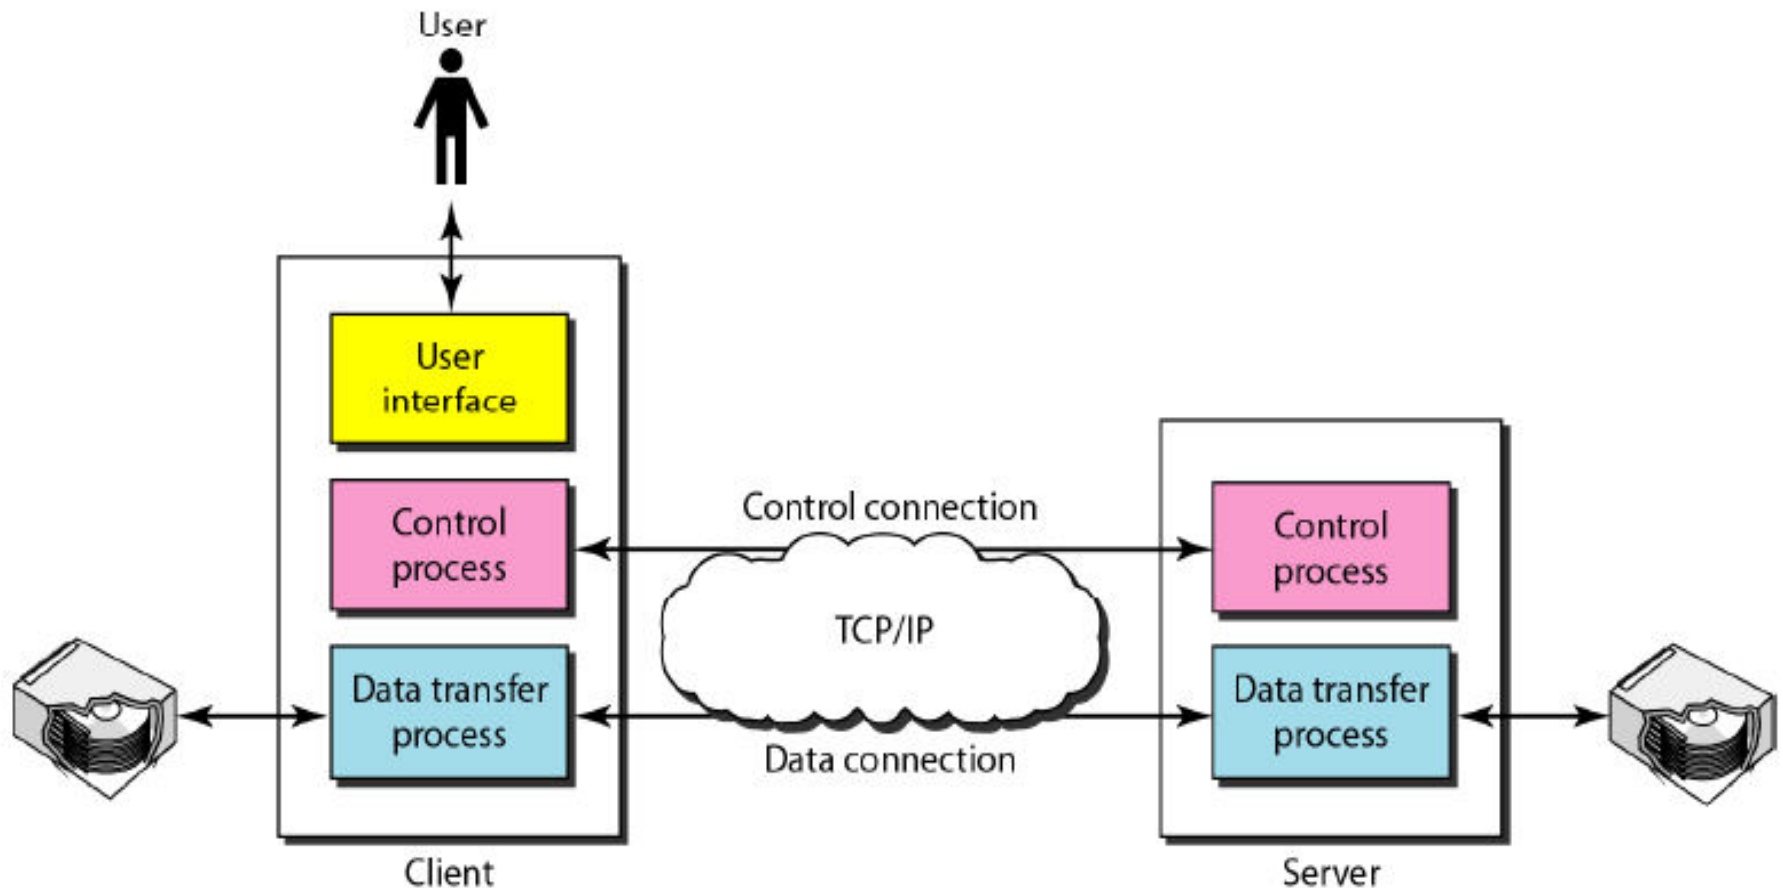 User
User
interface
Control
process
Data transfer
process
Client
Control connection
TCP/IP
Data connection
Control
process
Data transfer
process
Server